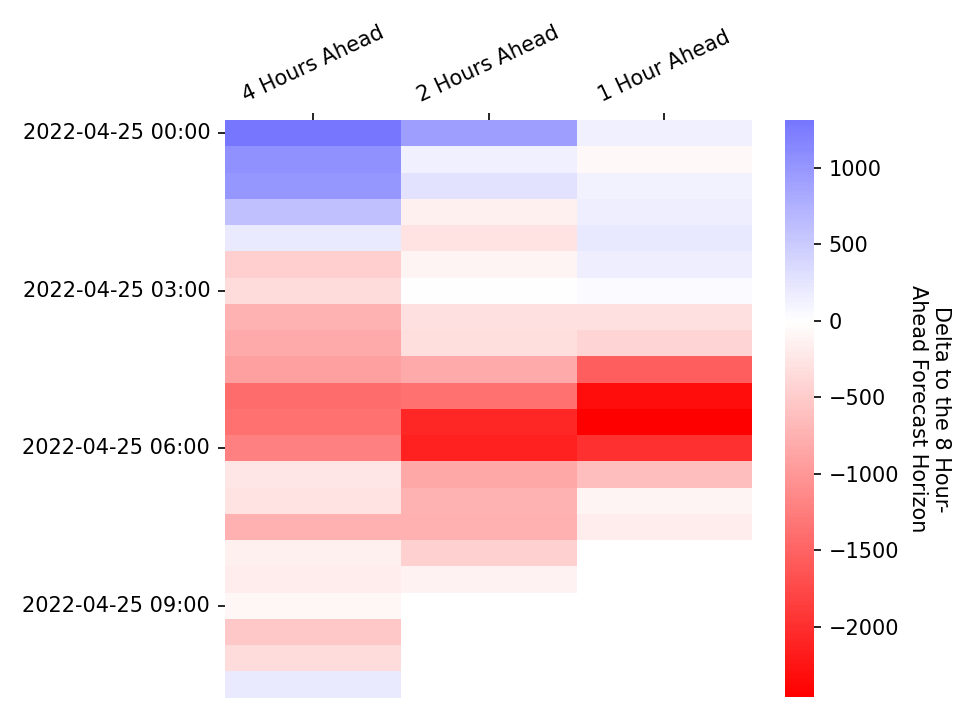 4 Hours Ahead
2 Hours Ahead
1 Hour Ahead
2022-04-25 00:00
2022-04-25 03:00
2022-04-25 06:00
2022-04-25 09:00
1000
500
0
−500
−1000
−1500
−2000
Delta to the 8 Hour-
Ahead Forecast Horizon